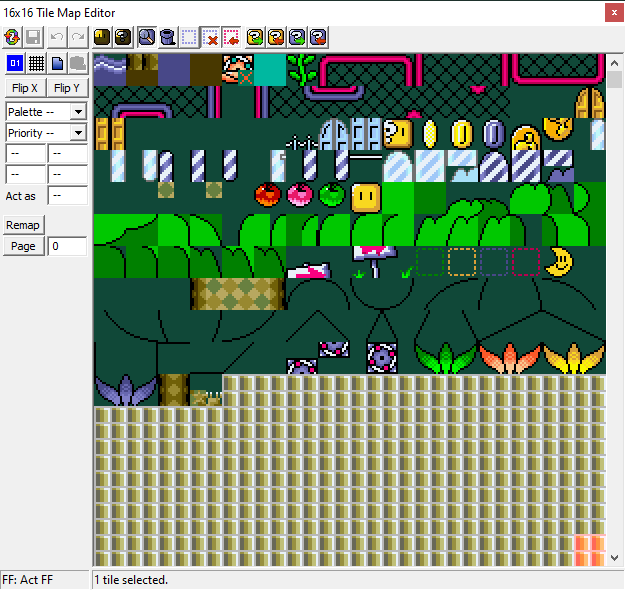 16x16 Tile Map Editor
01
Flip X Flip Y
Palette --
Priority --
-- --
-- --
Act as --
Remap
Page 0
FF: Act FF 1 tile selected.